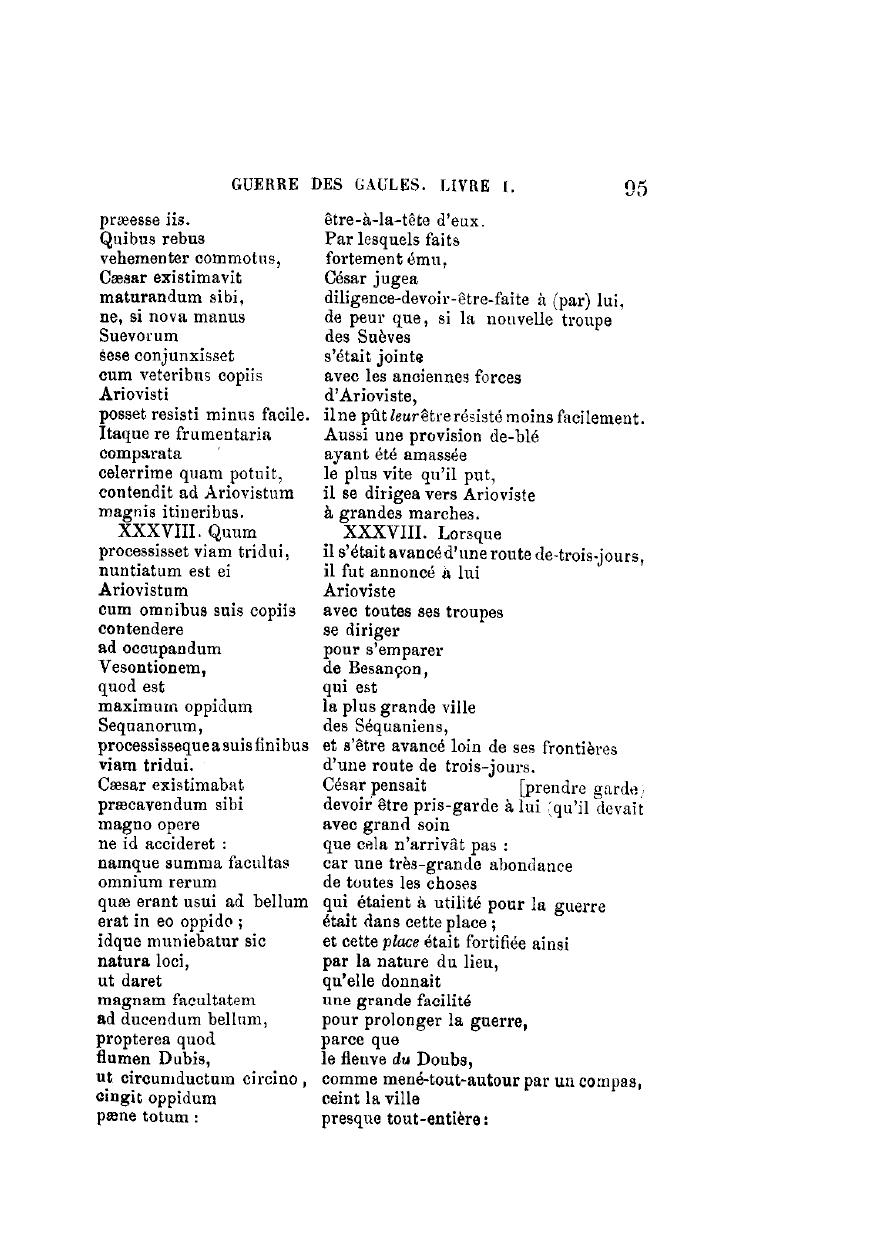 GUERRE DES GAULES. LIVRE I. 95
præesse iis. être-à-la-tête d'eux.
Quibus rebus Par lesquels faits
vehementer commotus, fortement ému,
Cæsar existimavit César jugea
maturandum sibi, diligence-devoir-être-faite à (par) lui,
ne, si nova manus de peur que, si la nouvelle troupe
Suevorum des Suèves
sese conjunxisset s'était jointe
cum veteribus copiis avec les anciennes forces
Ariovisti d'Arioviste,
posset resisti minus facile. il ne pût leur être résisté moins facilement.
Itaque re frumentaria Aussi une provision de-blé
comparata ayant été amassée
celerrime quam potuit, le plus vite qu'il put,
contendit ad Ariovistum il se dirigea vers Arioviste
magnis itineribus. à grandes marches.
XXXVIII. Quum XXXVIII. Lorsque
processisset viam tridui, il s'était avancé d'une route de-trois-jours,
nuntiatum est ei il fut annoncé à lui
Ariovistum Arioviste
cum omnibus suis copiis avec toutes ses troupes
contendere se diriger
ad occupandum pour s'emparer
Vesontionem, de Besançon,
quod est qui est
maximum oppidum la plus grande ville
Sequanorum, des Séquaniens,
processisseque a suis finibus et s'être avancé loin de ses frontières
viam tridui. d'une route de trois-jours.
Cæsar existimabat César pensait [prendre garde)
præcavendum sibi devoir être pris-garde à lui (qu'il devait
magno opere avec grand soin
ne id accideret : que cela n'arrivât pas :
namque summa facultas car une très-grande abondance
omnium rerum de toutes les choses
quæ erant usui ad bellum qui étaient à utilité pour la guerre
erat in eo oppido ; était dans cette place ;
idque muniebatur sic et cette place était fortifiée ainsi
natura loci, par la nature du lieu,
ut daret qu'elle donnait
magnam facultatem une grande facilité
ad ducendum bellum, pour prolonger la guerre,
propterea quod parce que
flumen Dubis, le fleuve du Doubs,
ut circumductum circino, comme mené-tout-autour par un compas,
cingit oppidum ceint la ville
pæne totum : presque tout-entière :